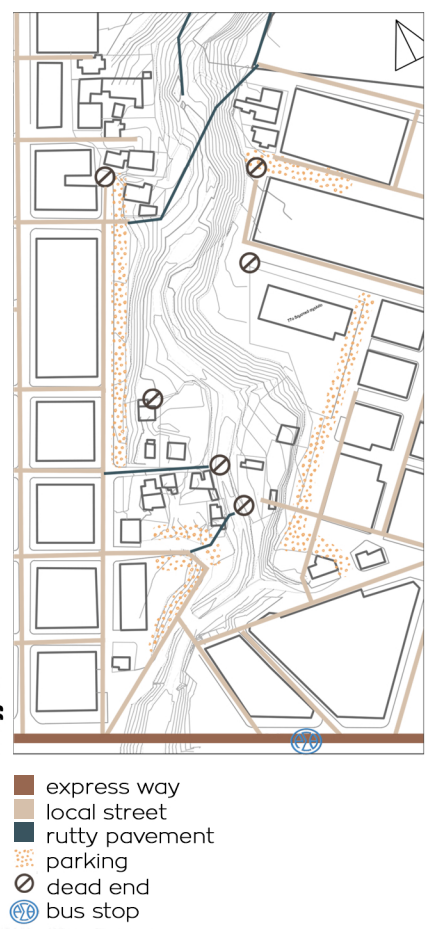 express way
local street
rutty pavement
parking
dead end
bus stop